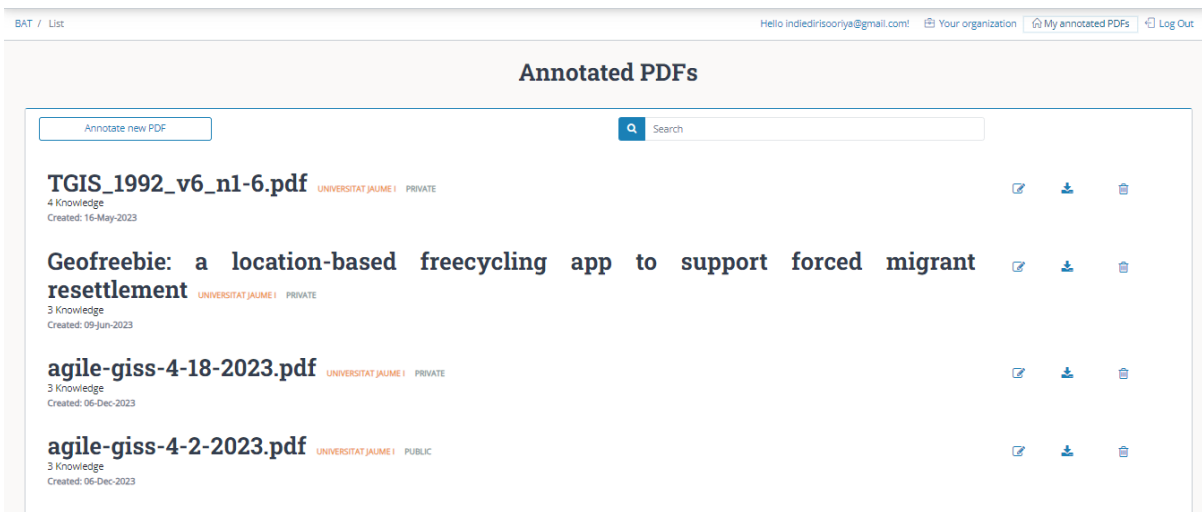 BAT / List Hello indiedirisooriya@gmail.com! Your organization My annotated PDFs Log Out
Annotated PDFs
Annotate new PDF Search
TGIS_1992_v6_n1-6.pdf UNIVERSITAT JAUME I PRIVATE
4 Knowledge
Created: 16-May-2023
Geofreebie: a location-based freecycling app to support forced migrant
resettlement UNIVERSITAT JAUME I PRIVATE
3 Knowledge
Created: 09-Jun-2023
agile-giss-4-18-2023.pdf UNIVERSITAT JAUME I PRIVATE
3 Knowledge
Created: 06-Dec-2023
agile-giss-4-2-2023.pdf UNIVERSITAT JAUME I PUBLIC
3 Knowledge
Created: 06-Dec-2023